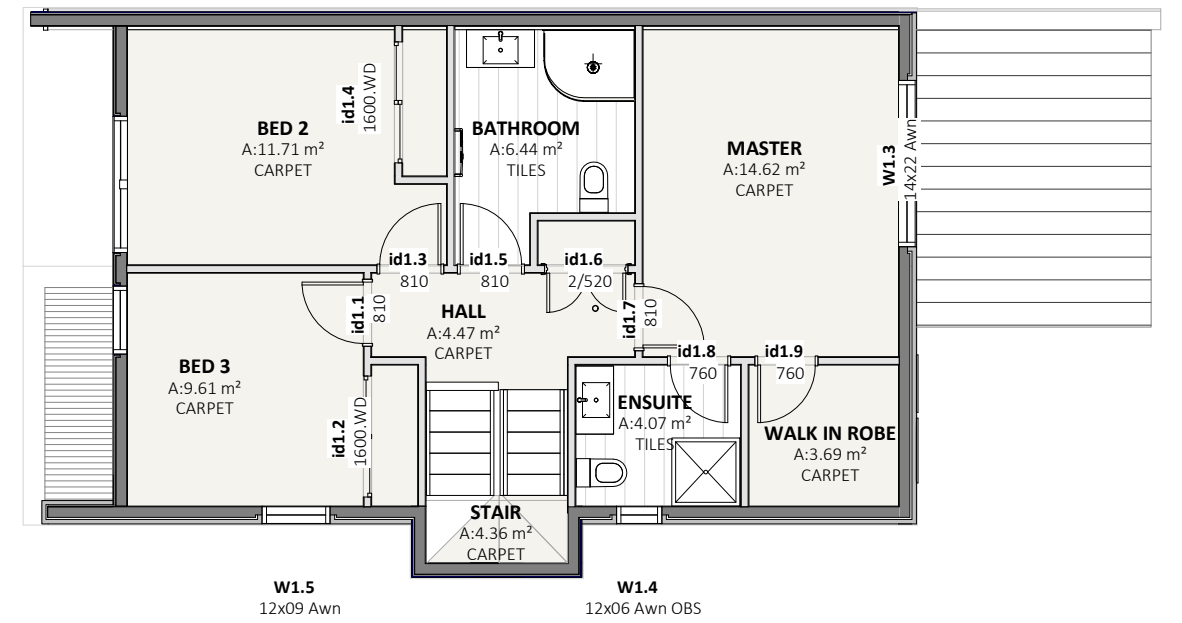 BED 2
A:11.71 m²
CARPET
id1.4
1600.WD
BATHROOM
A:6.44 m²
TILES
MASTER
A:14.62 m²
CARPET
W1.3
14x22 Awn
id1.3
810
id1.5
810
id1.6
2/520
id1.1
810
HALL
A:4.47 m²
CARPET
id1.7
810
id1.8
760
id1.9
760
BED 3
A:9.61 m²
CARPET
id1.2
1600.WD
ENSUITE
A:4.07 m²
TILES
WALK IN ROBE
A:3.69 m²
CARPET
STAIR
A:4.36 m²
CARPET
W1.5
12x09 Awn
W1.4
12x06 Awn OBS